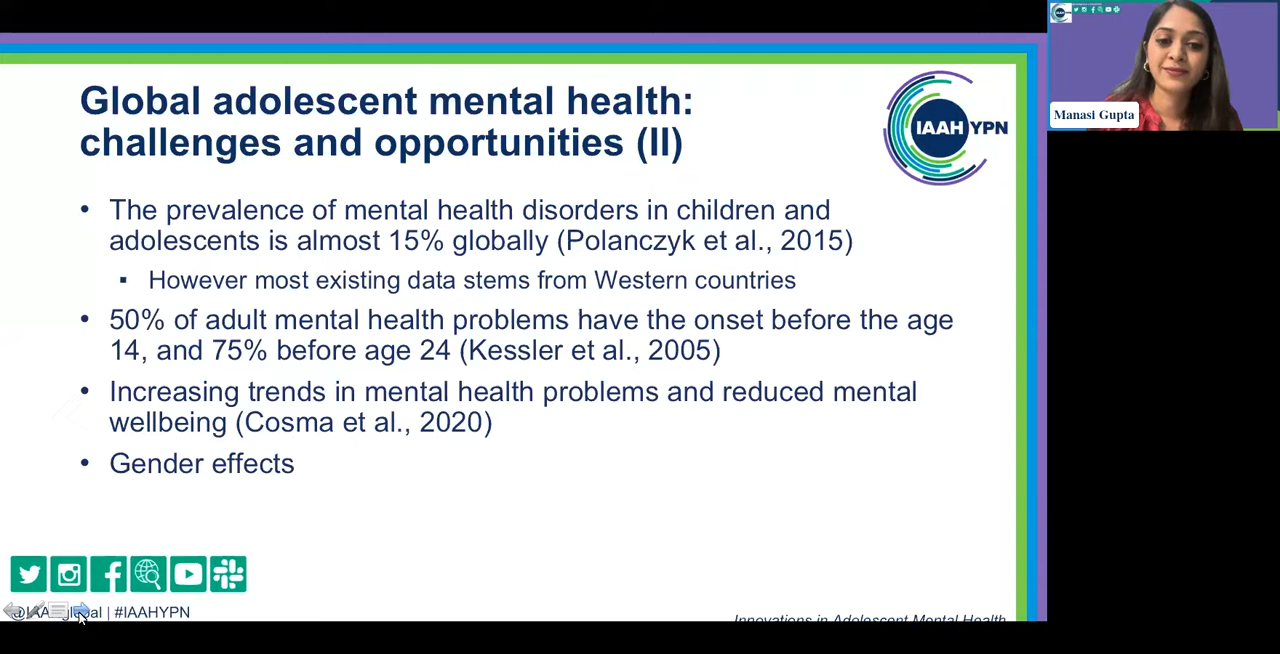 Global adolescent mental health:
challenges and opportunities (II)
IAAH YPN
• The prevalence of mental health disorders in children and
adolescents is almost 15% globally (Polanczyk et al., 2015)
▪ However most existing data stems from Western countries
• 50% of adult mental health problems have the onset before the age
14, and 75% before age 24 (Kessler et al., 2005)
• Increasing trends in mental health problems and reduced mental
wellbeing (Cosma et al., 2020)
• Gender effects
| #IAAHYPN
Innovations in Adolescent Mental Health
Manasi Gupta